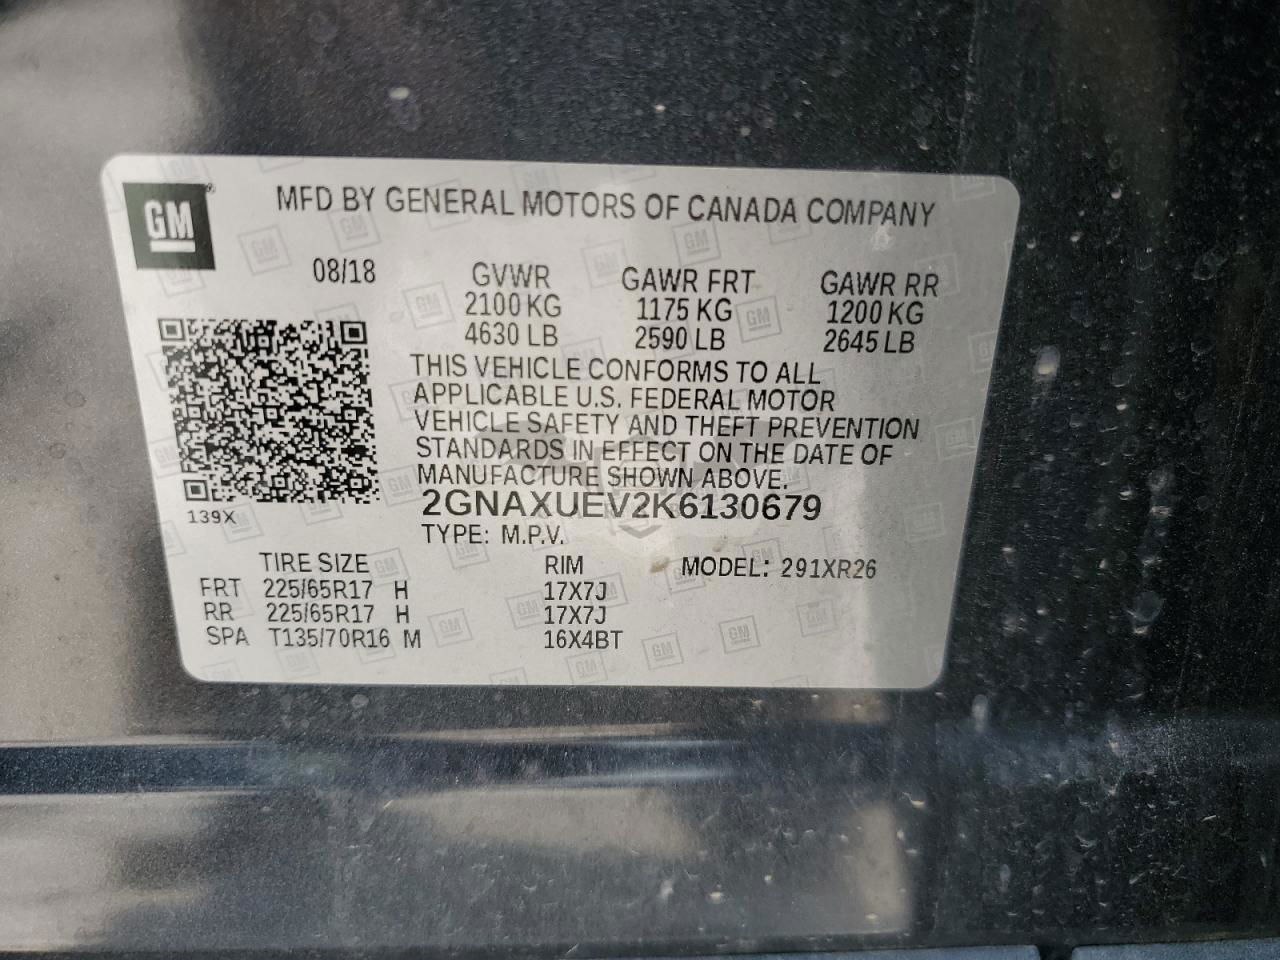 GM®
MFD BY GENERAL MOTORS OF CANADA COMPANY
08/18 GVWR GAWR FRT GAWR RR
2100 KG 1175 KG 1200 KG
4630 LB 2590 LB 2645 LB
THIS VEHICLE CONFORMS TO ALL
APPLICABLE U.S. FEDERAL MOTOR
VEHICLE SAFETY AND THEFT PREVENTION
STANDARDS IN EFFECT ON THE DATE OF
MANUFACTURE SHOWN ABOVE.
2GNAXUEV2K6130679
139X
TYPE: M.P.V.
TIRE SIZE RIM MODEL: 291XR26
FRT 225/65R17 H 17X7J
RR 225/65R17 H 17X7J
SPA T135/70R16 M 16X4BT